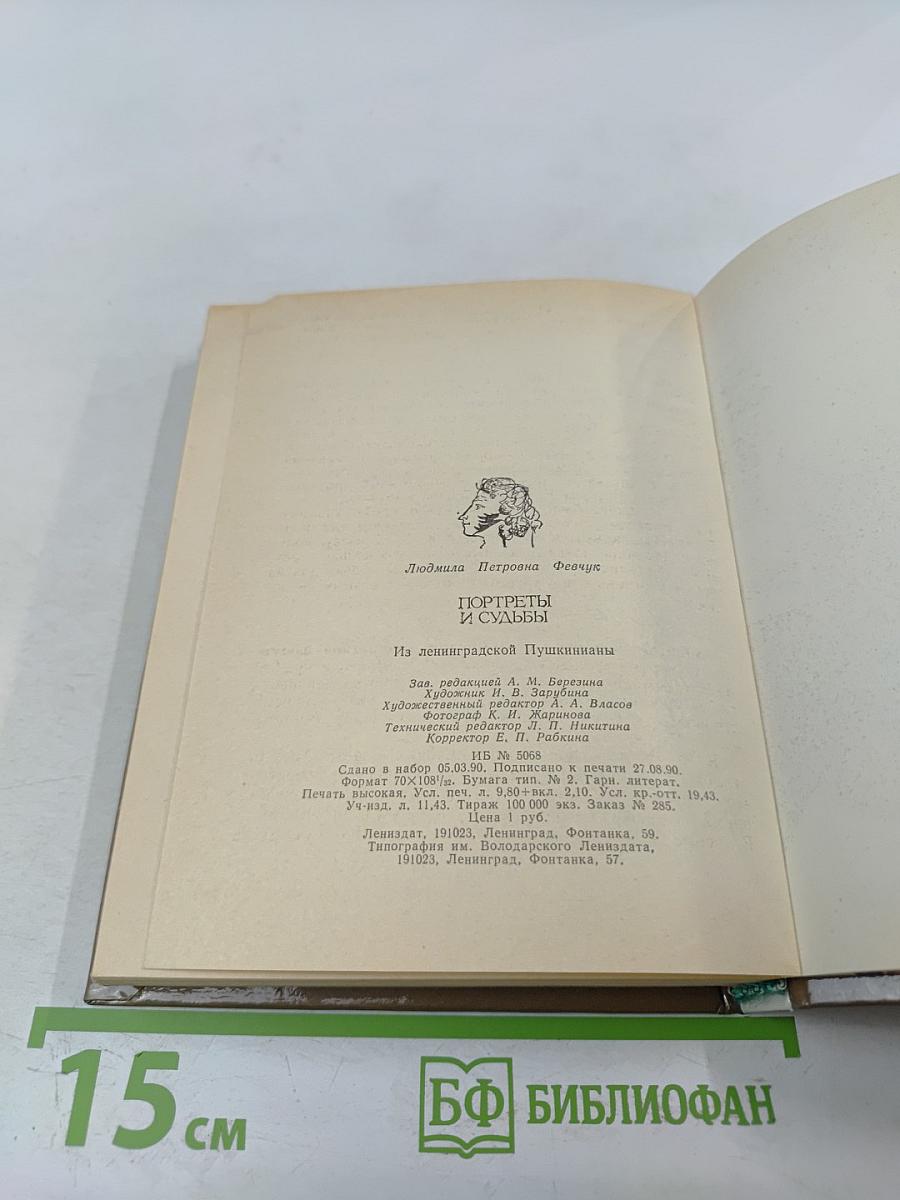 Людмила Петровна Февчук
ПОРТРЕТЫ
И СУДЬБЫ
Из ленинградской Пушкинианы
Зав. редакцией А. М. Березина
Художник И. В. Зарубина
Художественный редактор А. А. Власов
Фотограф К. И. Жаринова
Технический редактор Л. П. Никитина
Корректор Е. П. Рабкина
ИБ № 5068
Сдано в набор 05.03.90. Подписано к печати 27.08.90.
Формат 70×108¹/₃₂. Бумага тип. № 2. Гарн. литерат.
Печать высокая. Усл. печ. л. 9,80+вкл. 2,10. Усл. кр.-отт. 19,43.
Уч-изд. л. 11,43. Тираж 100 000 экз. Заказ № 285.
Цена 1 руб.
Лениздат, 191023, Ленинград, Фонтанка, 59.
Типография им. Володарского Лениздата,
191023, Ленинград, Фонтанка, 57.
15 см
БФ БИБЛИОФАН